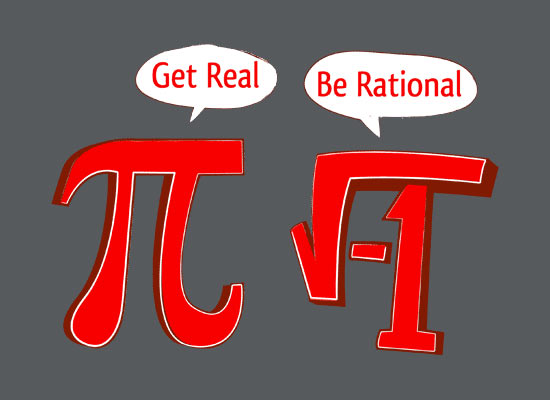 Get Real
Be Rational
π
√-1